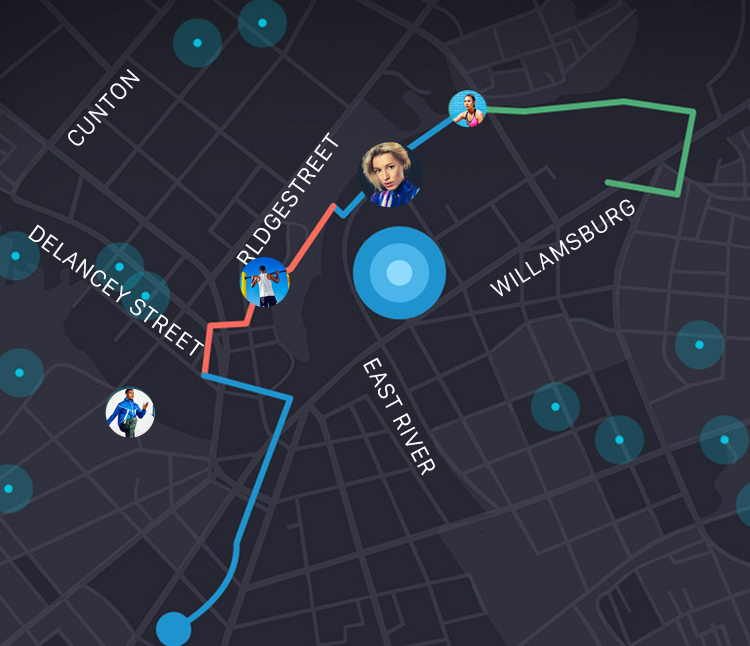 CUNTON
RLDGESTREET
DELANCEY STREET
WILLAMSBURG
EAST RIVER